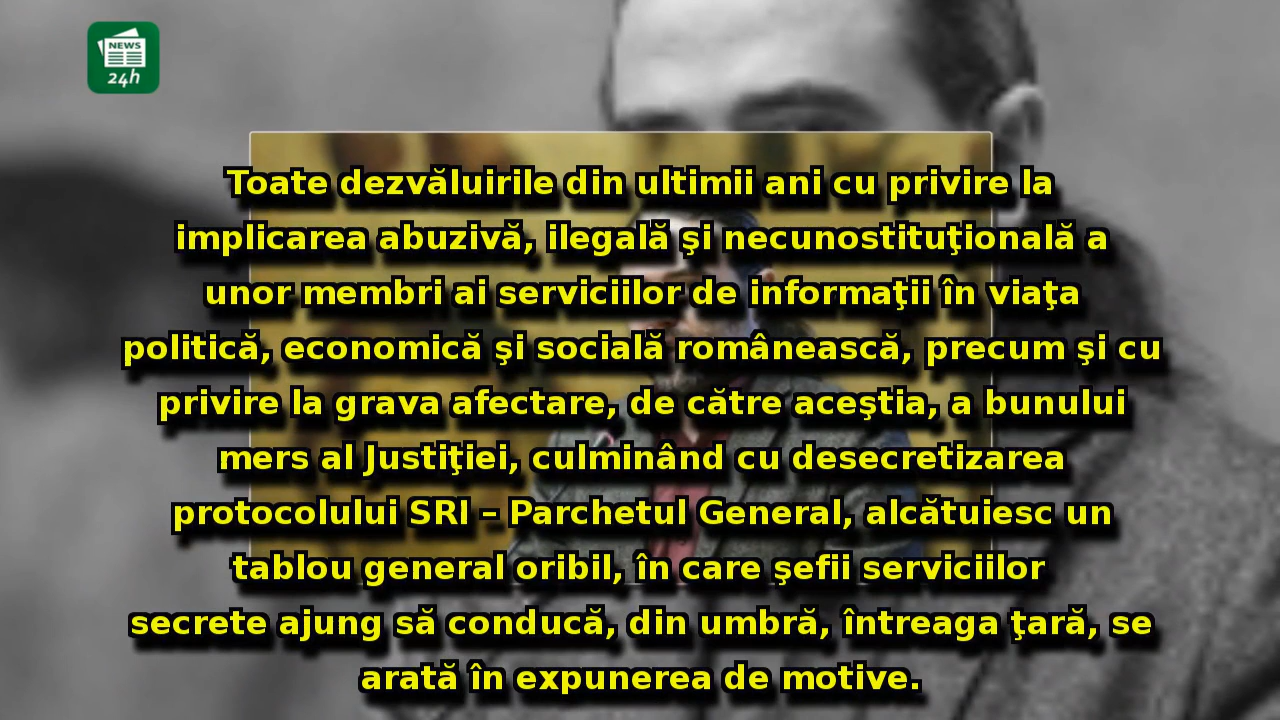 NEWS
24h
Toate dezvăluirile din ultimii ani cu privire la
implicarea abuzivă, ilegală şi necunostituţională a
unor membri ai serviciilor de informaţii în viaţa
politică, economică şi socială românească, precum şi cu
privire la grava afectare, de către aceştia, a bunului
mers al Justiţiei, culminând cu desecretizarea
protocolului SRI – Parchetul General, alcătuiesc un
tablou general oribil, în care şefii serviciilor
secrete ajung să conducă, din umbră, întreaga ţară, se
arată în expunerea de motive.